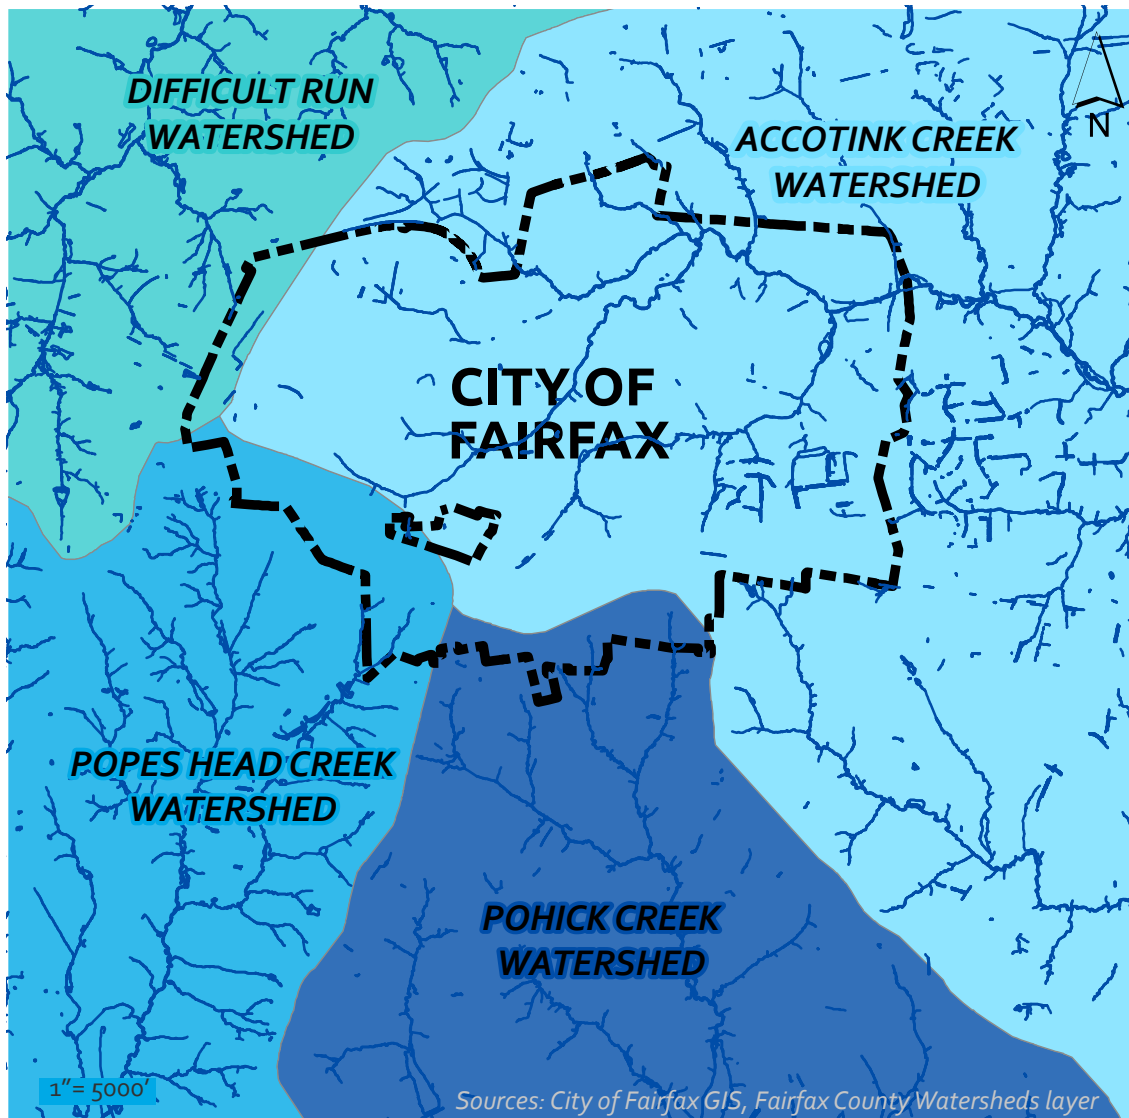 DIFFICULT RUN
WATERSHED
ACCOTINK CREEK
WATERSHED
N
CITY OF
FAIRFAX
POPES HEAD CREEK
WATERSHED
POHICK CREEK
WATERSHED
1”= 5000’
Sources: City of Fairfax GIS, Fairfax County Watersheds layer